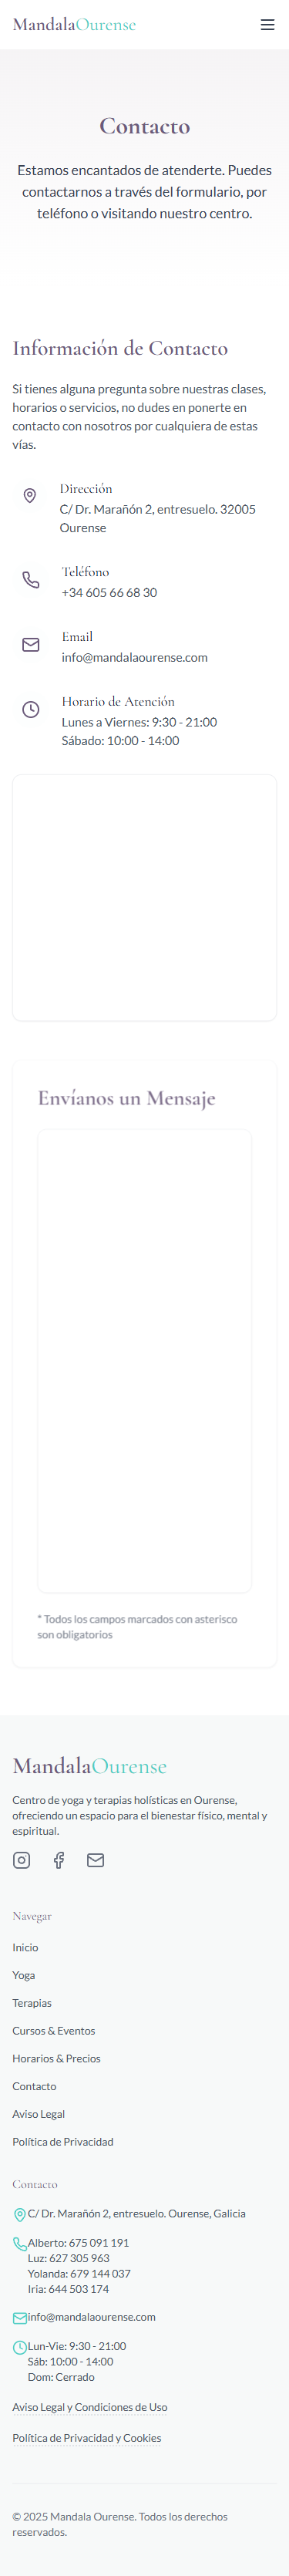 MandalaOurense
Contacto
Estamos encantados de atenderte. Puedes
contactarnos a través del formulario, por
teléfono o visitando nuestro centro.
Información de Contacto
Si tienes alguna pregunta sobre nuestras clases,
horarios o servicios, no dudes en ponerte en
contacto con nosotros por cualquiera de estas
vías.
Dirección
C/ Dr. Marañón 2, entresuelo. 32005
Ourense
Teléfono
+34 605 66 68 30
Email
info@mandalaourense.com
Horario de Atención
Lunes a Viernes: 9:30 - 21:00
Sábado: 10:00 - 14:00
Envíanos un Mensaje
* Todos los campos marcados con asterisco
son obligatorios
MandalaOurense
Centro de yoga y terapias holísticas en Ourense,
ofreciendo un espacio para el bienestar físico, mental y
espiritual.
Navegar
Inicio
Yoga
Terapias
Cursos & Eventos
Horarios & Precios
Contacto
Aviso Legal
Política de Privacidad
Contacto
C/ Dr. Marañón 2, entresuelo. Ourense, Galicia
Alberto: 675 091 191
Luz: 627 305 963
Yolanda: 679 144 037
Iria: 644 503 174
info@mandalaourense.com
Lun-Vie: 9:30 - 21:00
Sáb: 10:00 - 14:00
Dom: Cerrado
Aviso Legal y Condiciones de Uso
Política de Privacidad y Cookies
© 2025 Mandala Ourense. Todos los derechos
reservados.